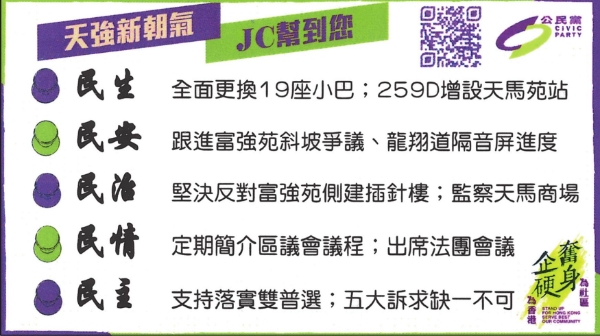 天強新朝氣
JC幫到您
公民黨
CIVIC
PARTY
民生 全面更換19座小巴；259D增設天馬苑站
民安 跟進富強苑斜坡爭議、龍翔道隔音屏進度
民治 堅決反對富強苑側建插針樓；監察天馬商場
民情 定期簡介區議會議程；出席法團會議
民主 支持落實雙普選；五大訴求缺一不可
奮身 為社區
企硬 為香港
STAND UP
FOR HONG KONG
SERVE BEST
OUR COMMUNITY